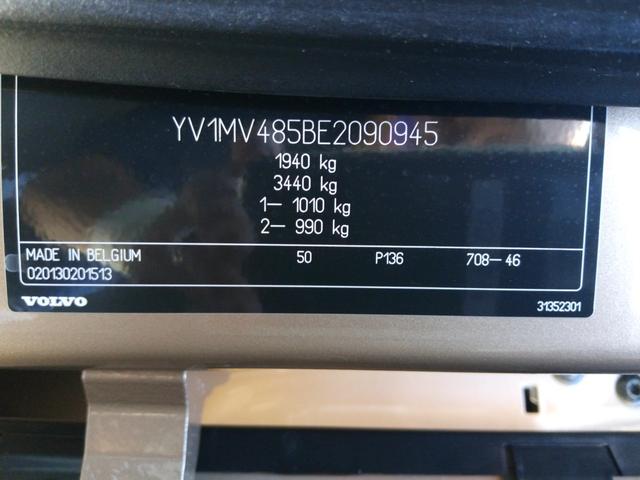 YV1MV485BE2090945
1940 kg
3440 kg
1– 1010 kg
2– 990 kg
MADE IN BELGIUM 50 P136 708–46
020130201513
VOLVO 31352301